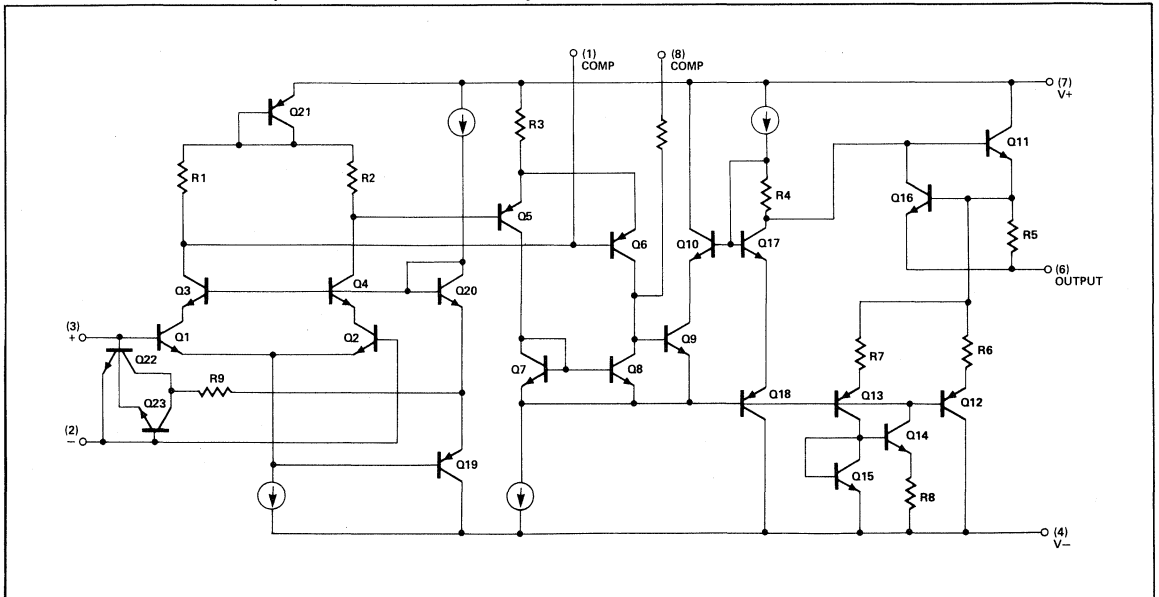 (1)
COMP
(8)
COMP
(7)
V+
Q21
R3
Q11
R1
R2
R4
Q16
Q5
Q6
Q10
Q17
R5
(6)
OUTPUT
Q3
Q4
Q20
(3)
+
Q1
Q2
Q22
Q9
R7
R6
R9
Q7
Q8
Q23
Q18
Q13
Q12
(2)
−
Q14
Q19
Q15
R8
(4)
V−